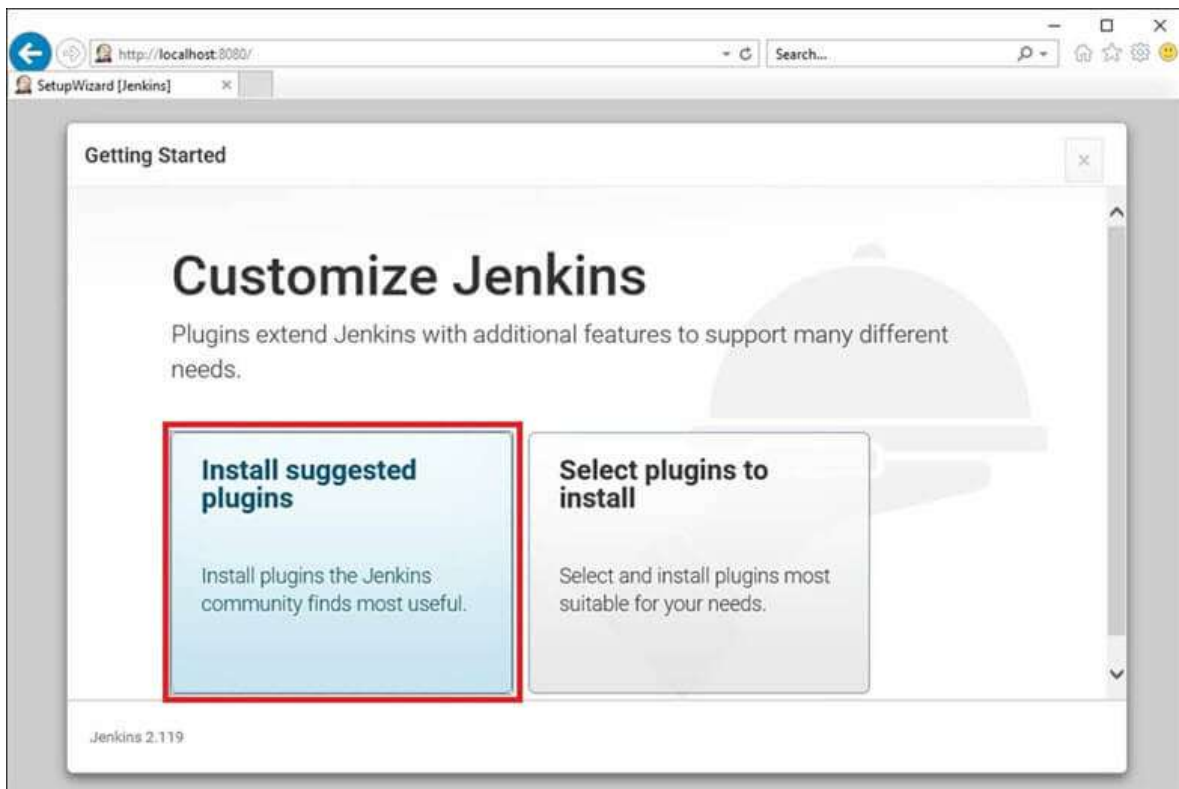 http://localhost:8080/
Search...
SetupWizard [Jenkins]
Getting Started
Customize Jenkins
Plugins extend Jenkins with additional features to support many different
needs.
Install suggested
plugins
Install plugins the Jenkins
community finds most useful.
Select plugins to
install
Select and install plugins most
suitable for your needs.
Jenkins 2.119